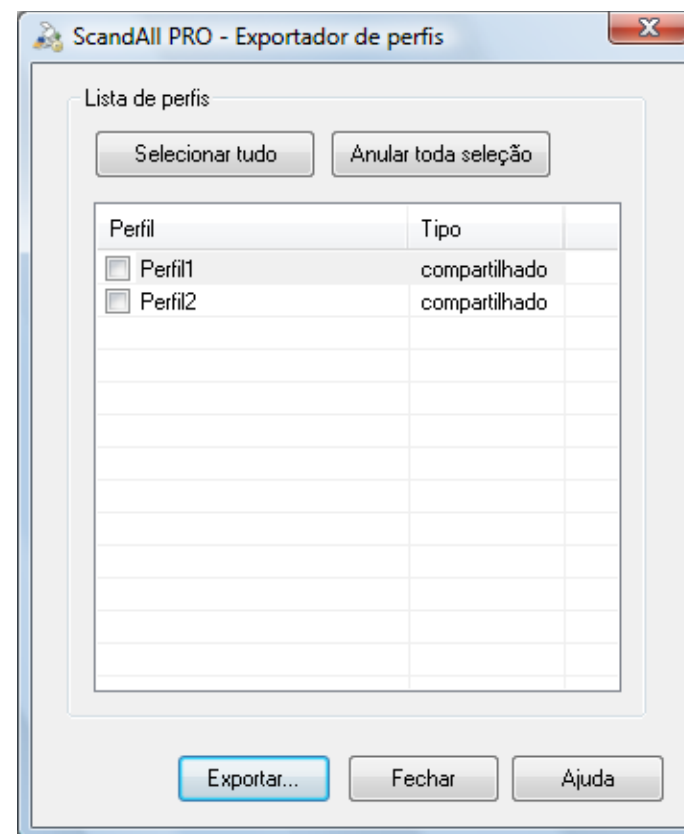 ScandAll PRO - Exportador de perfis
Lista de perfis
Selecionar tudo Anular toda seleção
Perfil Tipo
Perfil1 compartilhado
Perfil2 compartilhado
Exportar... Fechar Ajuda